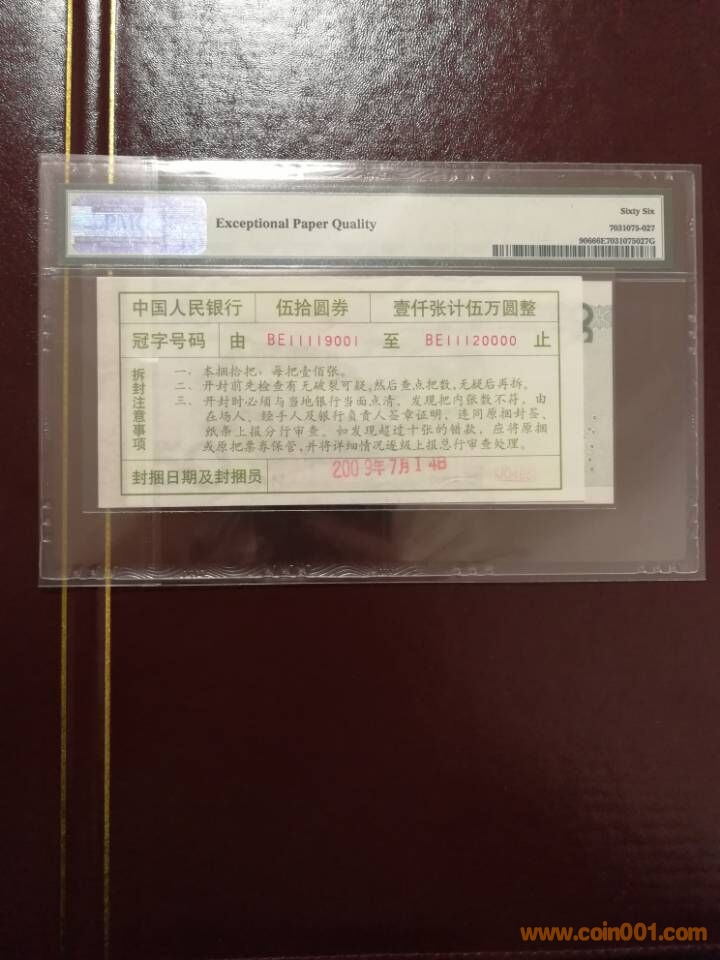 PMG
Exceptional Paper Quality
Sixty Six
7031075-027
90666E7031075027G
中国人民银行 伍拾圆券 壹仟张计伍万圆整
冠字号码 由 BE11119001 至 BE11120000 止
拆封注意事项
一、本捆拾把，每把壹佰张。
二、开封前先检查有无破裂可疑，然后查点把数，无疑后再拆。
三、开封时必须与当地银行当面点清。发现把内张数不符，由
在场人、经手人及银行负责人签章证明，连同原捆封签、
纸条上报分行审查。如发现超过十张的错款，应将原捆
或原把票券保管，并将详细情况逐级上报总行审查处理。
封捆日期及封捆员 2009年7月14日
www.coin001.com